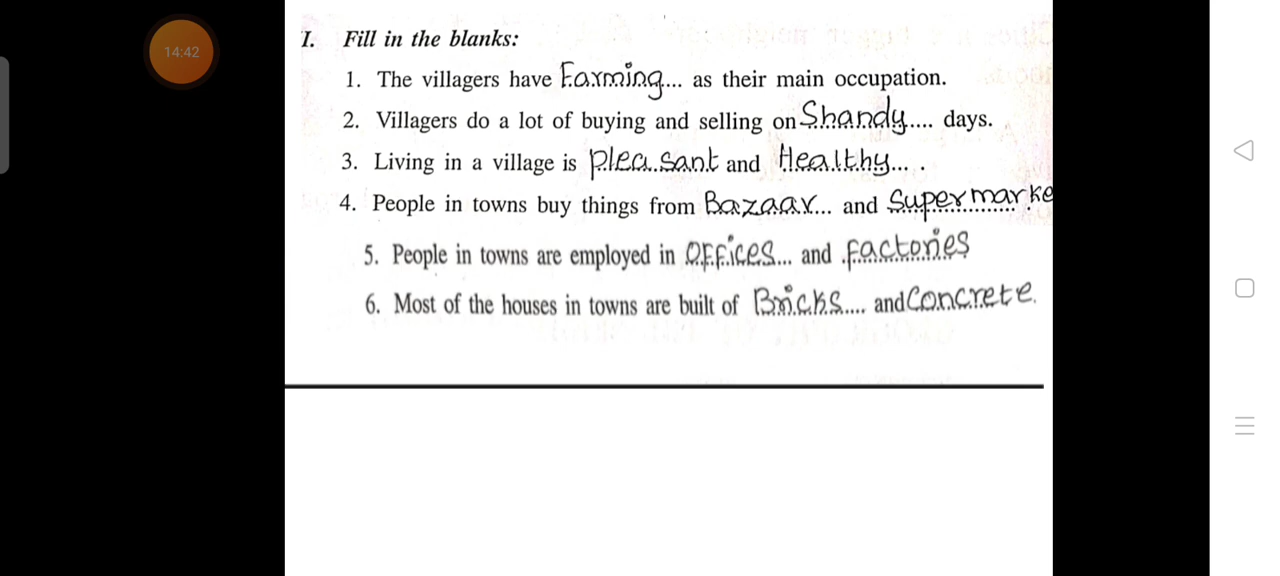 14:42
I. Fill in the blanks:
1. The villagers have Farming.... as their main occupation.
2. Villagers do a lot of buying and selling on Shandy.... days.
3. Living in a village is pleasant and Healthy.... .
4. People in towns buy things from Bazaar... and Supermarke
5. People in towns are employed in Offices... and factories
6. Most of the houses in towns are built of Bricks.... and Concrete.